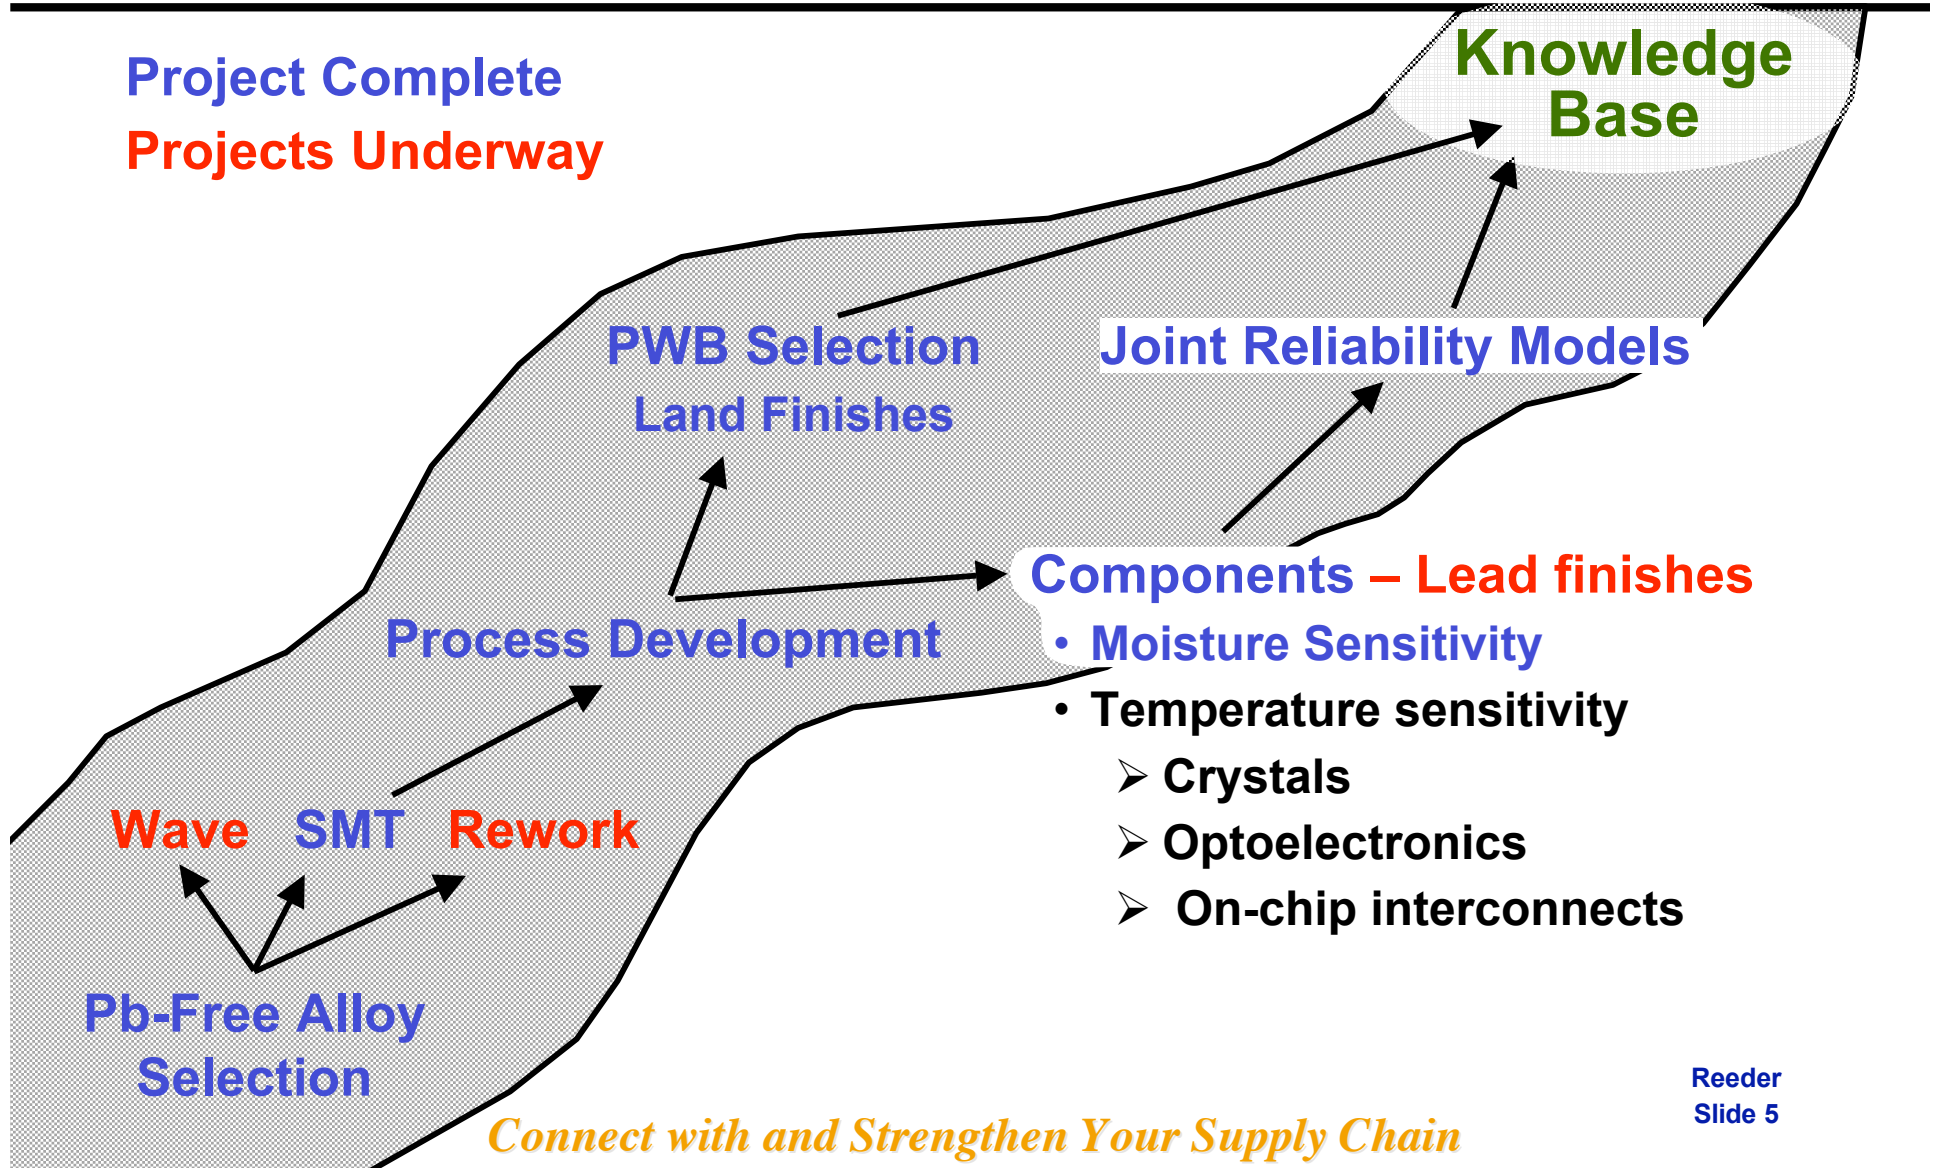 Project Complete
Projects Underway
Knowledge
Base
PWB Selection
Land Finishes
Joint Reliability Models
Components – Lead finishes
• Moisture Sensitivity
• Temperature sensitivity
➢ Crystals
➢ Optoelectronics
➢ On-chip interconnects
Process Development
Wave SMT Rework
Pb-Free Alloy
Selection
Reeder
Slide 5
Connect with and Strengthen Your Supply Chain